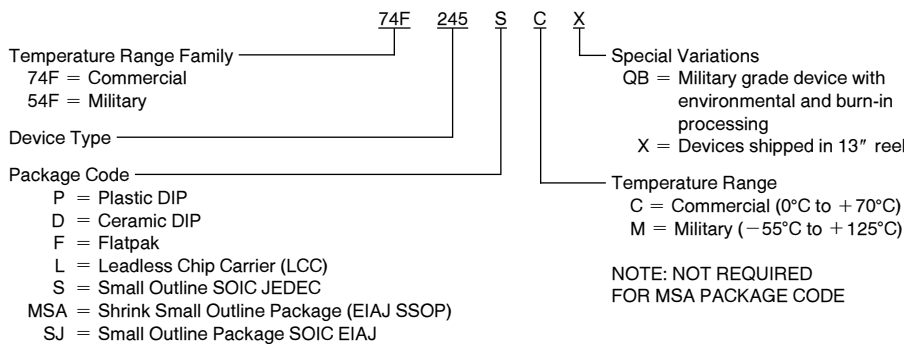 74F 245 S C X
Temperature Range Family
74F = Commercial
54F = Military
Device Type
Package Code
P = Plastic DIP
D = Ceramic DIP
F = Flatpak
L = Leadless Chip Carrier (LCC)
S = Small Outline SOIC JEDEC
MSA = Shrink Small Outline Package (EIAJ SSOP)
SJ = Small Outline Package SOIC EIAJ
Special Variations
QB = Military grade device with
environmental and burn-in
processing
X = Devices shipped in 13″ reel
Temperature Range
C = Commercial (0°C to +70°C)
M = Military (−55°C to +125°C)
NOTE: NOT REQUIRED
FOR MSA PACKAGE CODE